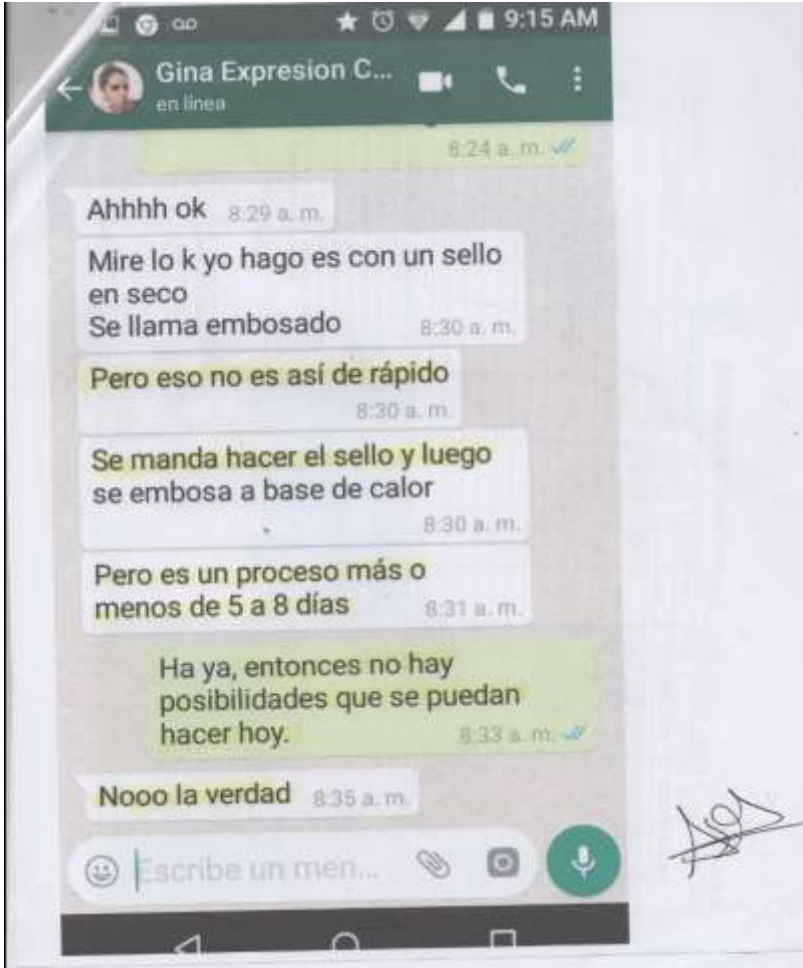 9:15 AM
Gina Expresion C...
en línea
8:24 a. m.
Ahhhh ok 8:29 a. m.
Mire lo k yo hago es con un sello
en seco
Se llama embosado 8:30 a. m.
Pero eso no es así de rápido
8:30 a. m.
Se manda hacer el sello y luego
se embosa a base de calor
8:30 a. m.
Pero es un proceso más o
menos de 5 a 8 días 8:31 a. m.
Ha ya, entonces no hay
posibilidades que se puedan
hacer hoy. 8:33 a. m.
Nooo la verdad 8:35 a. m.
Escribe un men...